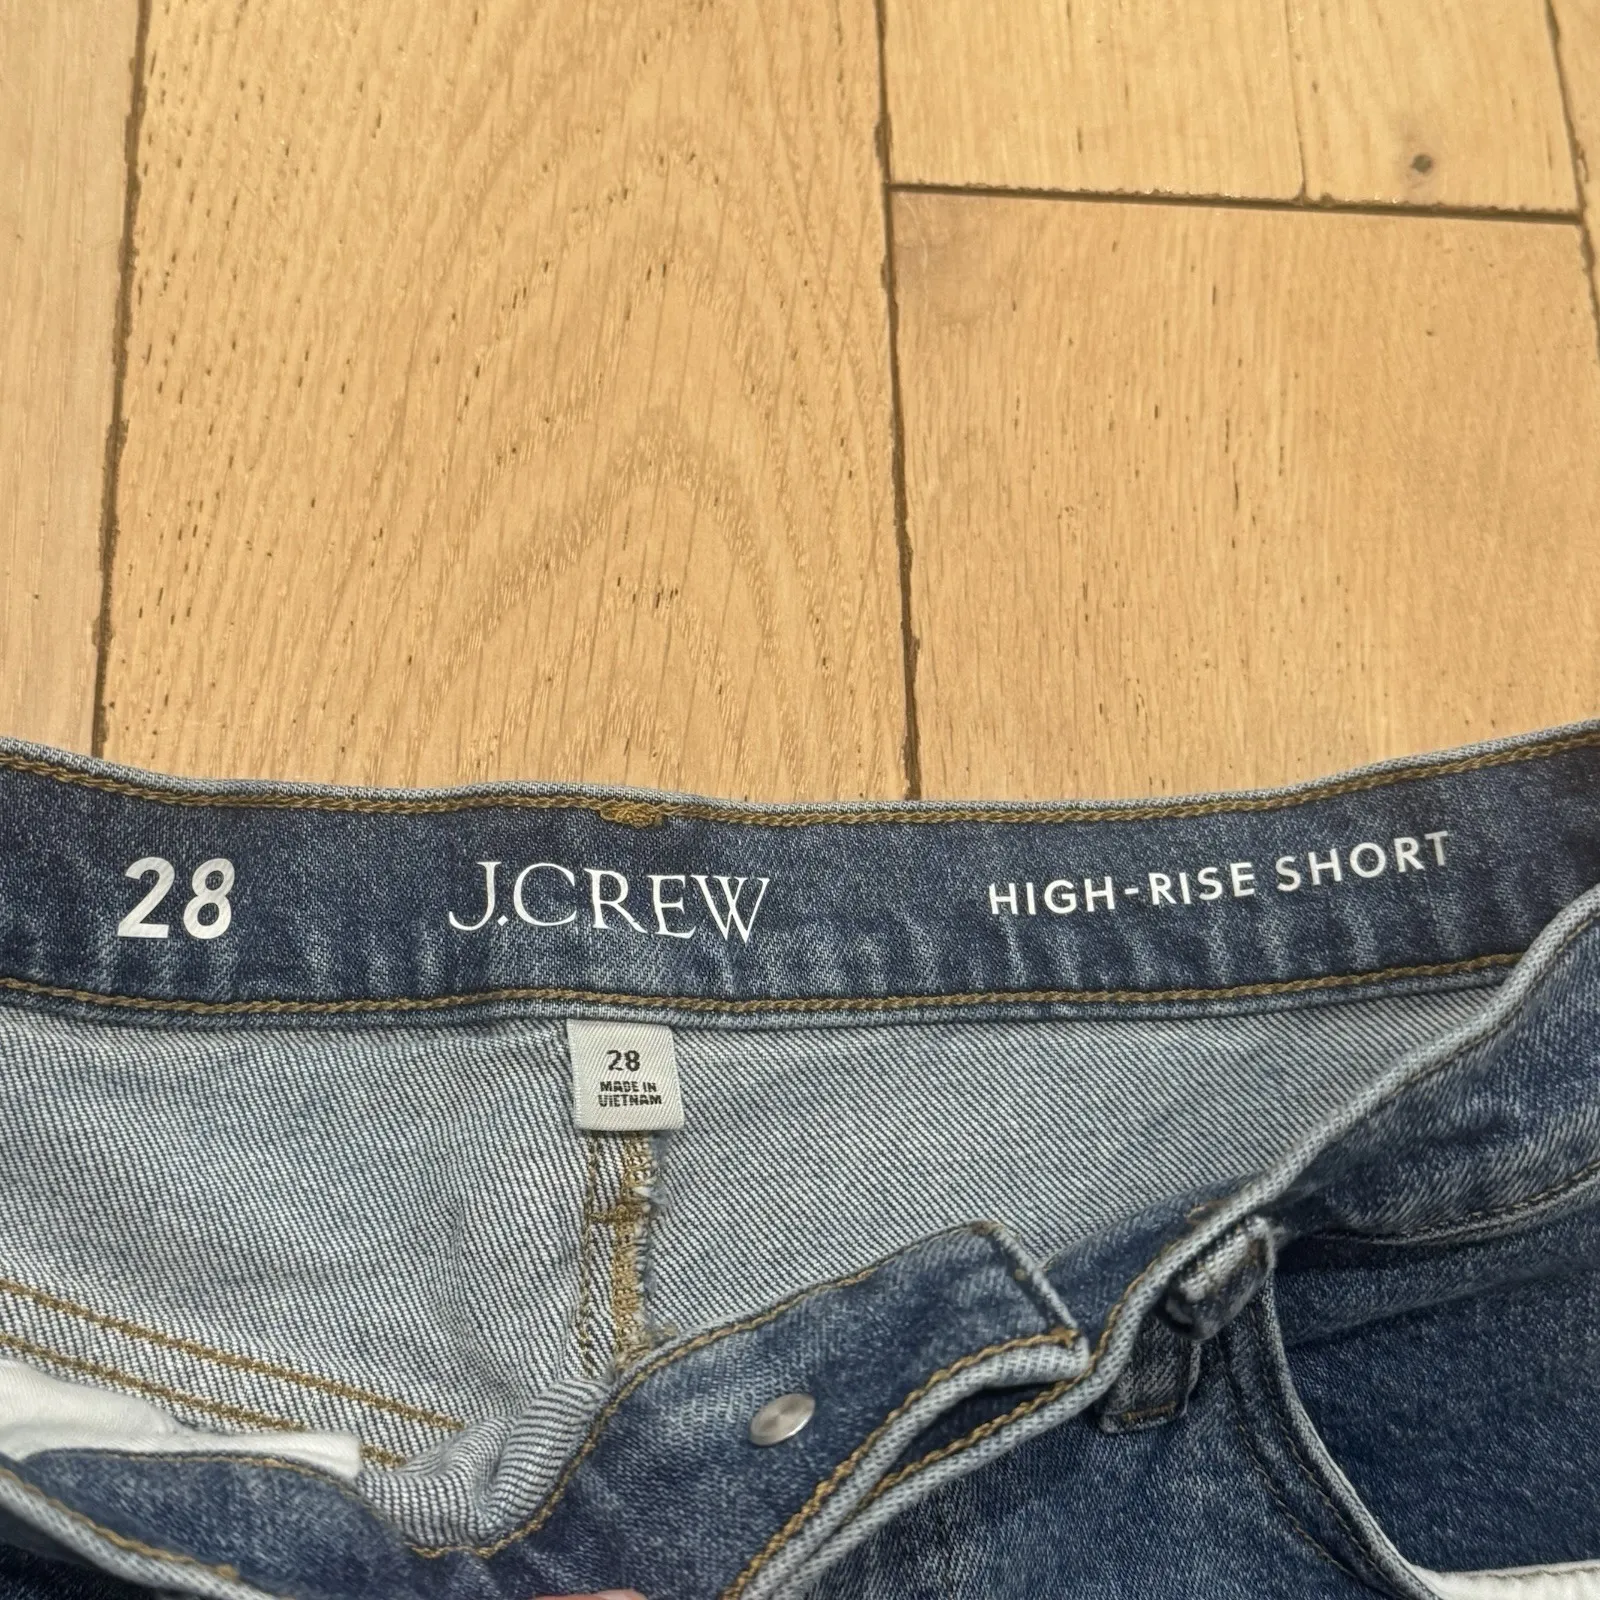 28 J.CREW HIGH-RISE SHORT
28
MADE IN
VIETNAM